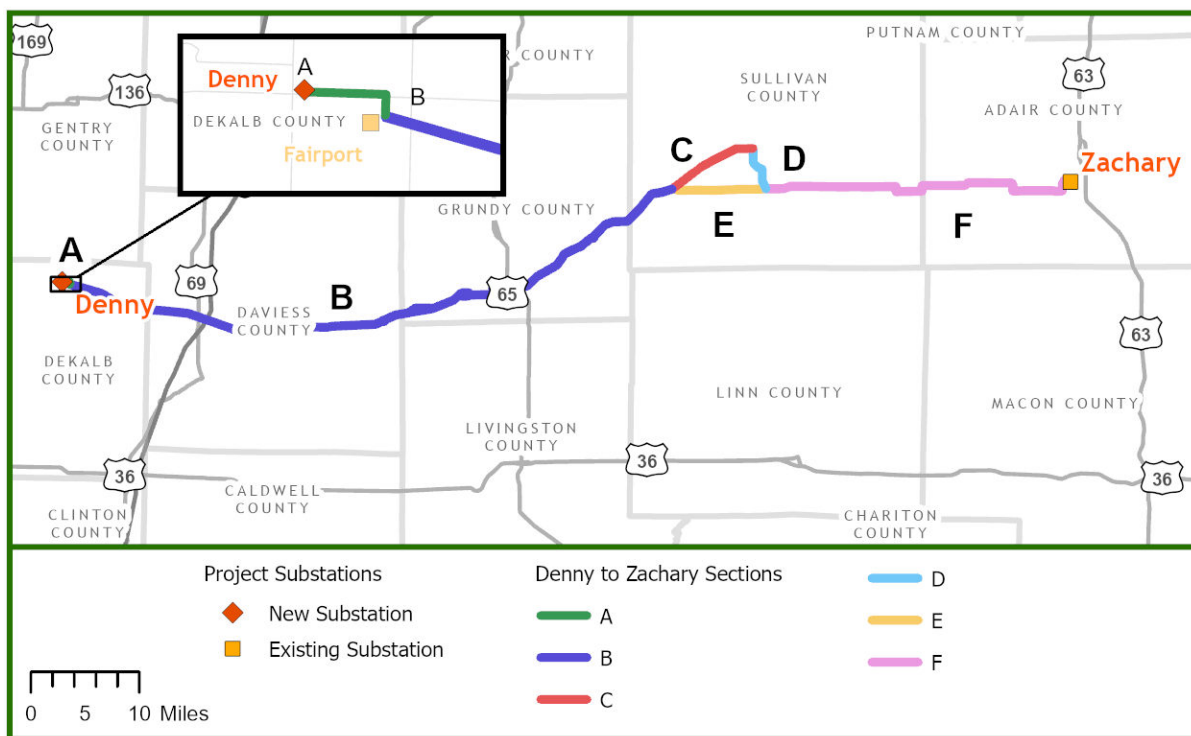 169
136
GENTRY
COUNTY
A
Denny
B
DEKALB COUNTY
Fairport
R COUNTY
PUTNAM COUNTY
63
SULLIVAN
COUNTY
ADAIR COUNTY
C
D
Zachary
GRUNDY COUNTY
E
F
A
69
Denny
B
65
DAVIESS
COUNTY
63
DEKALB
COUNTY
LINN COUNTY
MACON COUNTY
LIVINGSTON
COUNTY
36
36
36
CALDWELL
COUNTY
CLINTON
COUNTY
CHARITON
COUNTY
Project Substations
New Substation
Existing Substation
0 5 10 Miles
Denny to Zachary Sections
A
B
C
D
E
F